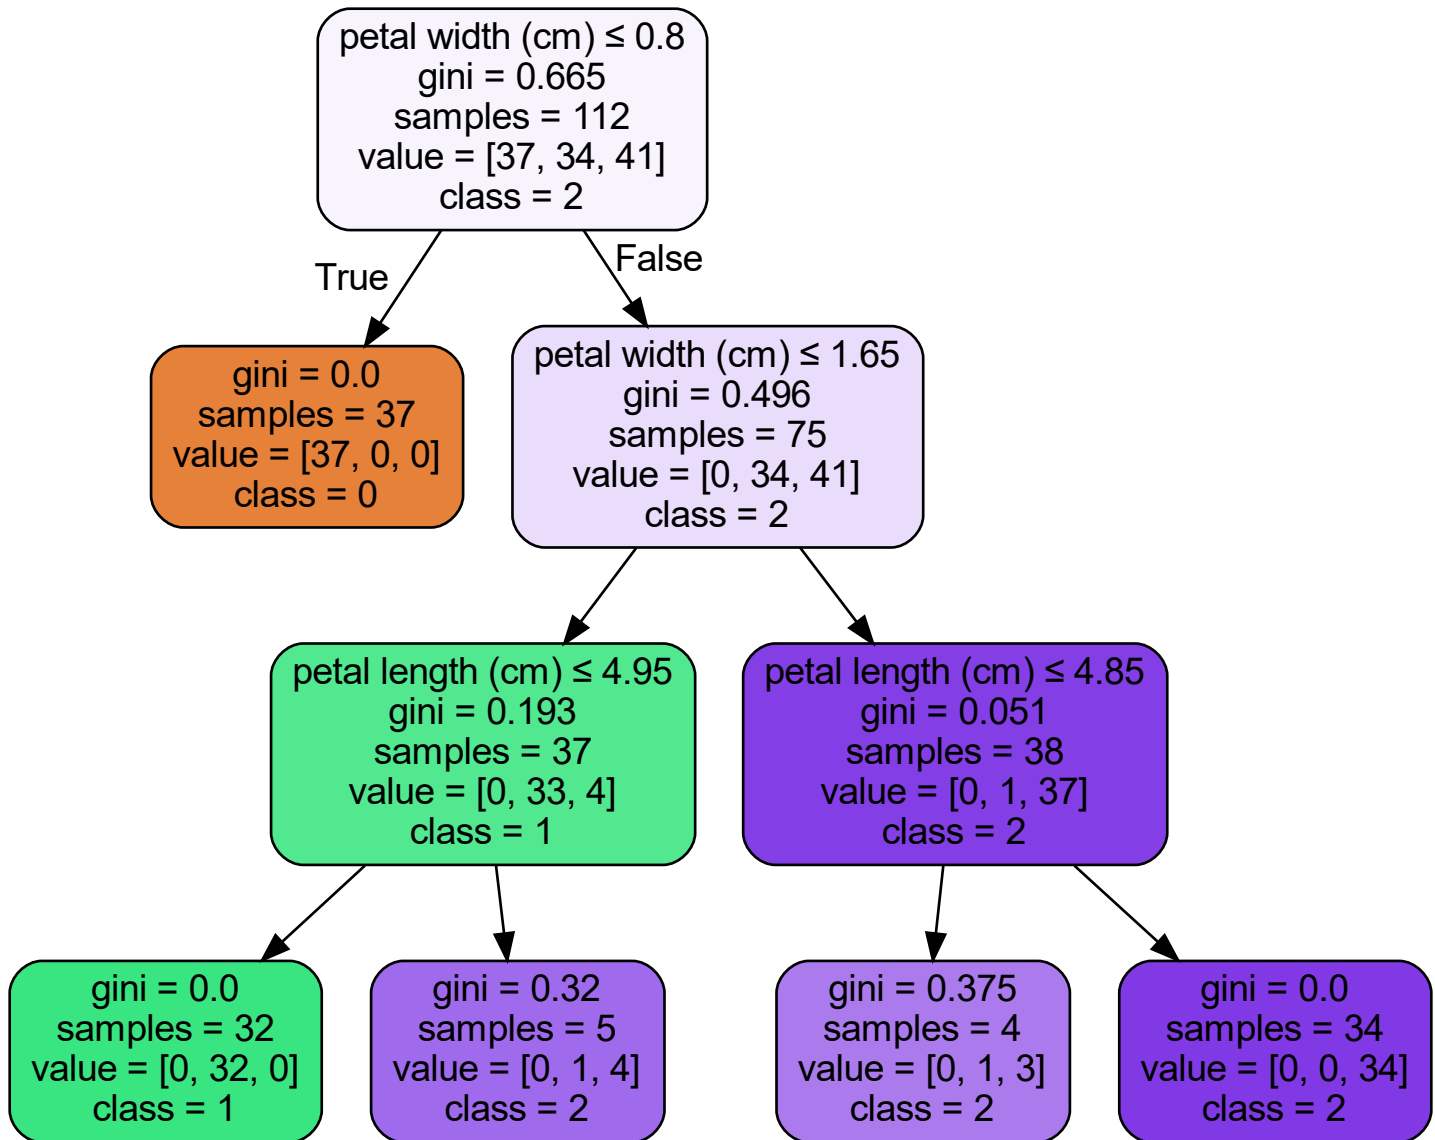 petal width (cm) ≤ 0.8
gini = 0.665
samples = 112
value = [37, 34, 41]
class = 2
True
False
gini = 0.0
samples = 37
value = [37, 0, 0]
class = 0
petal width (cm) ≤ 1.65
gini = 0.496
samples = 75
value = [0, 34, 41]
class = 2
petal length (cm) ≤ 4.95
gini = 0.193
samples = 37
value = [0, 33, 4]
class = 1
petal length (cm) ≤ 4.85
gini = 0.051
samples = 38
value = [0, 1, 37]
class = 2
gini = 0.0
samples = 32
value = [0, 32, 0]
class = 1
gini = 0.32
samples = 5
value = [0, 1, 4]
class = 2
gini = 0.375
samples = 4
value = [0, 1, 3]
class = 2
gini = 0.0
samples = 34
value = [0, 0, 34]
class = 2